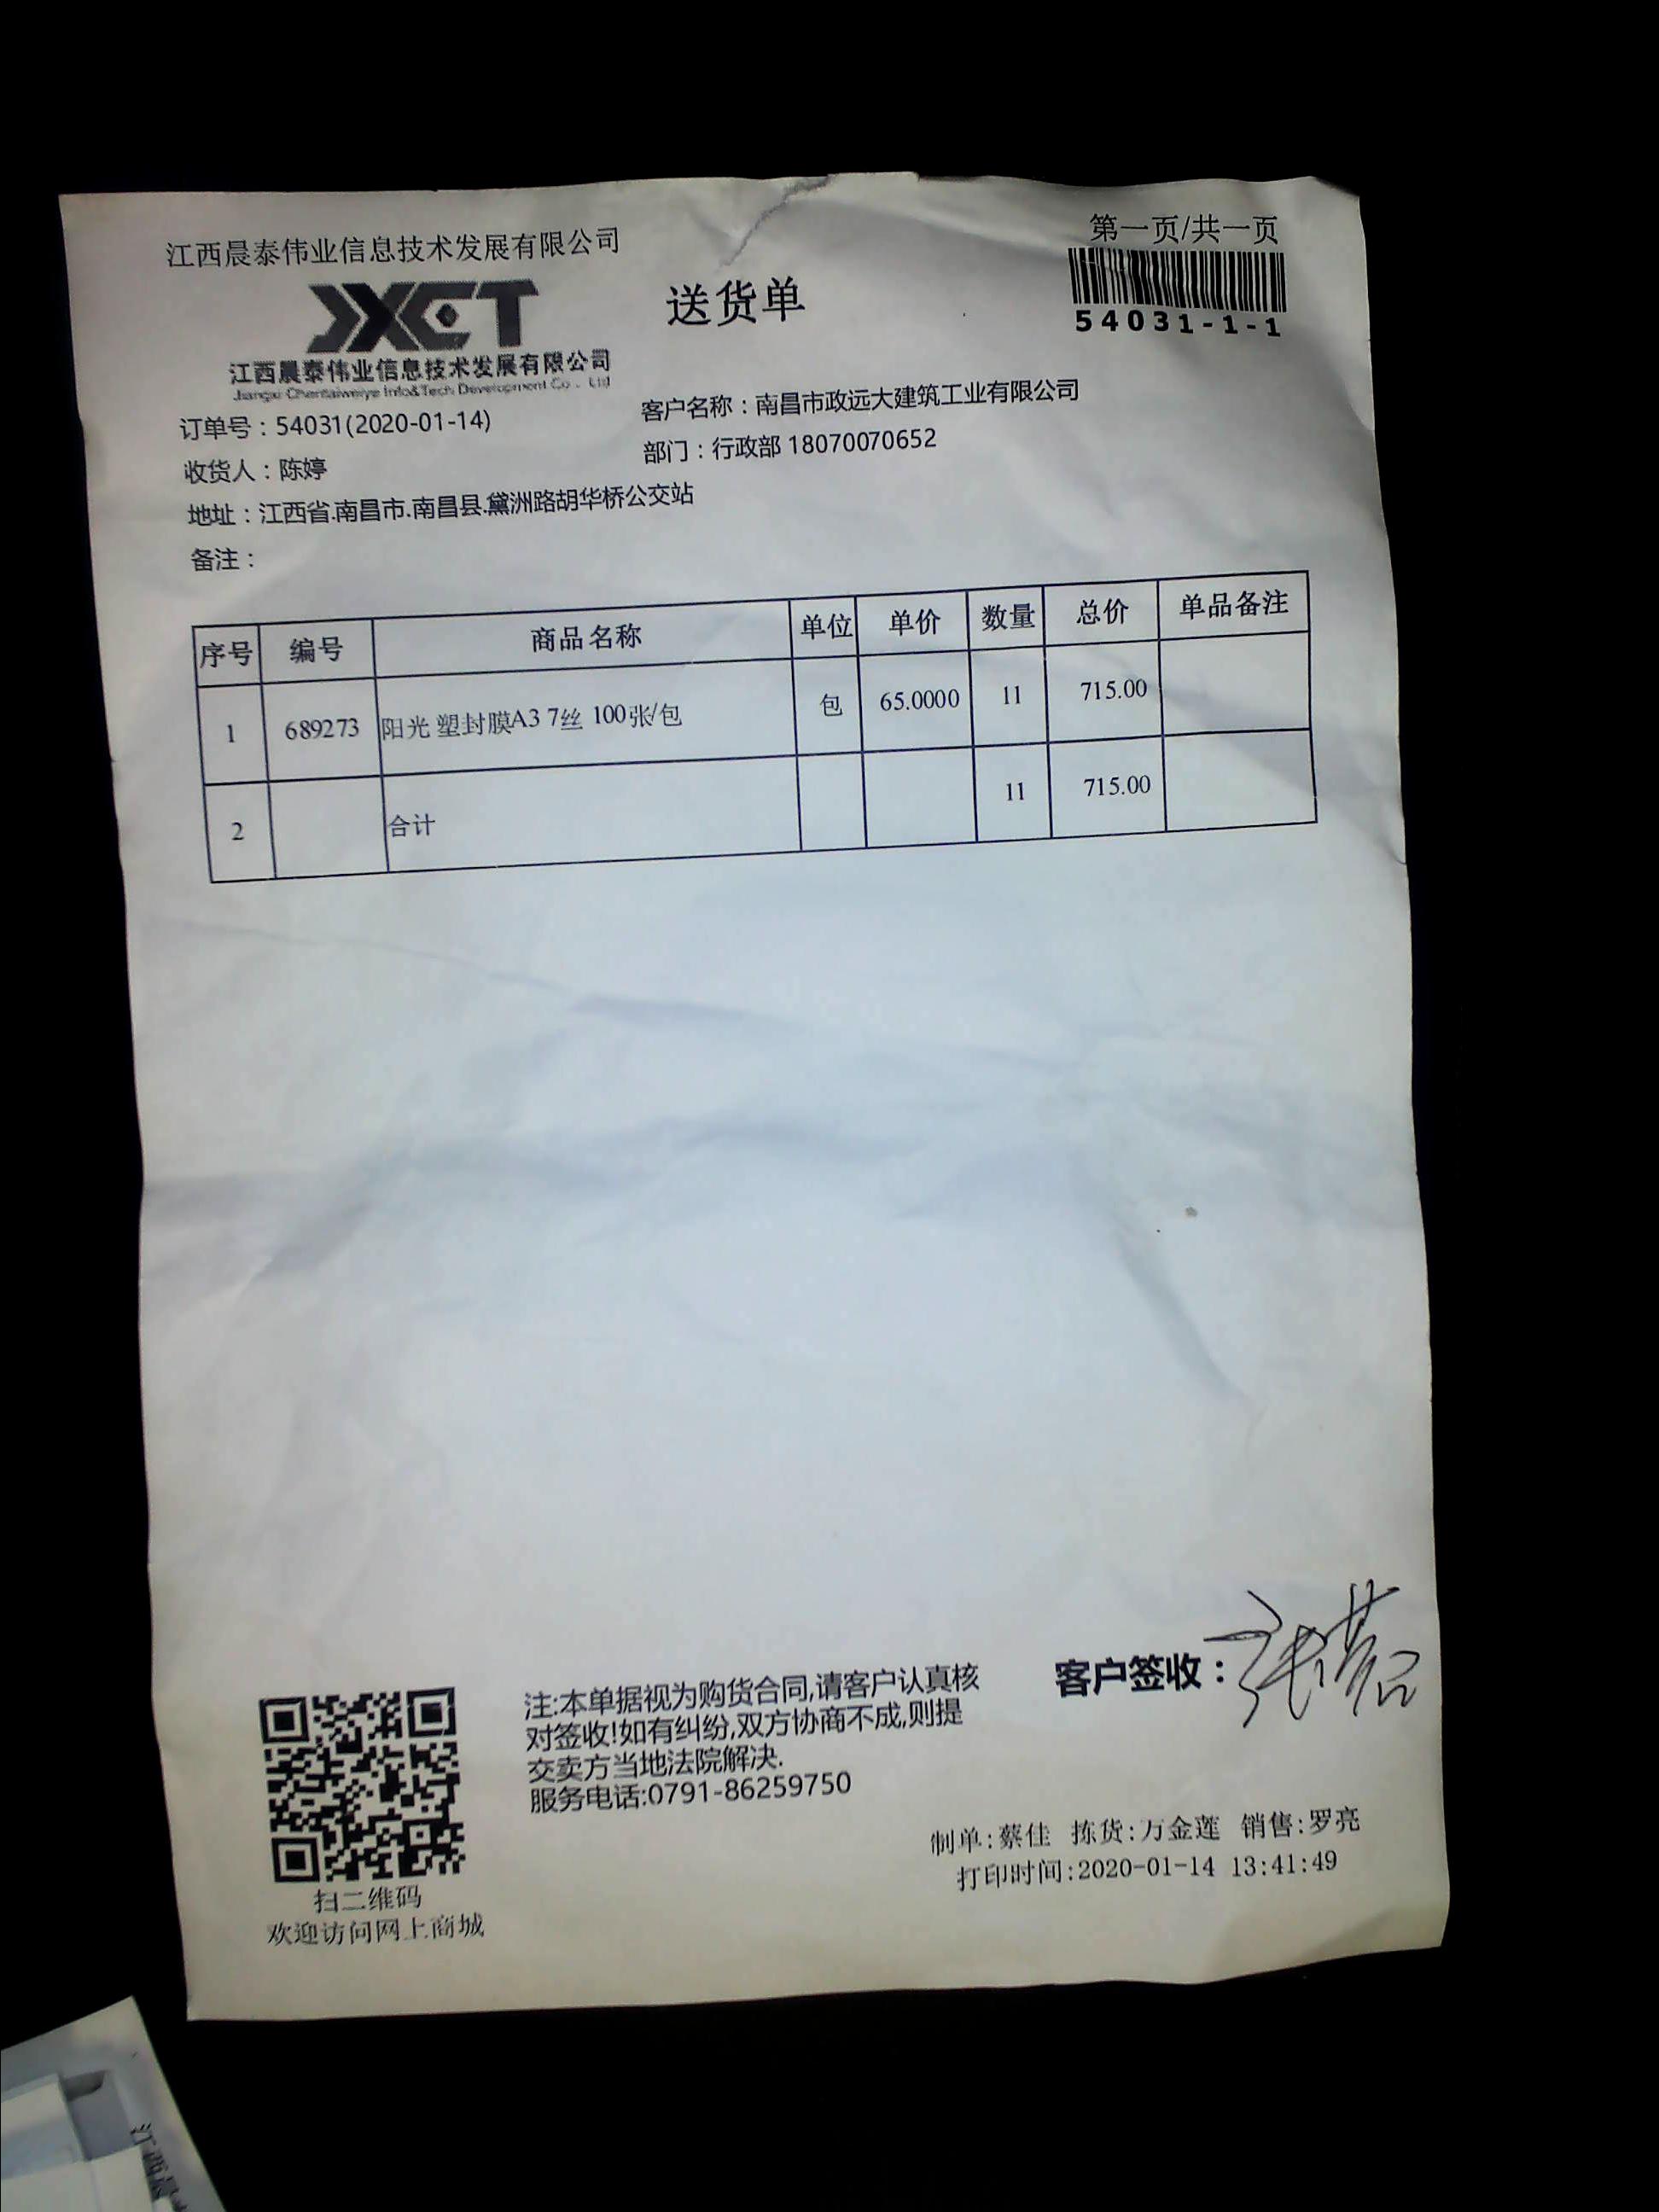 江西晨泰伟业信息技术发展有限公司
第一页/共一页
JXCT
送货单
54031-1-1
江西晨泰伟业信息技术发展有限公司
Jiangxi Chentaiweiye Info&Tech Development Co . Ltd
订单号：54031(2020-01-14)
客户名称：南昌市政远大建筑工业有限公司
收货人：陈婷
部门：行政部 18070070652
地址：江西省.南昌市.南昌县.黛洲路胡华桥公交站
备注：
序号 编号 商品名称 单位 单价 数量 总价 单品备注
1 689273 阳光 塑封膜A3 7丝 100张/包 包 65.0000 11 715.00
2 合计 11 715.00
客户签收：
注:本单据视为购货合同,请客户认真核
对签收!如有纠纷,双方协商不成,则提
交卖方当地法院解决.
服务电话:0791-86259750
制单:蔡佳 拣货:万金莲 销售:罗亮
打印时间:2020-01-14 13:41:49
扫二维码
欢迎访问网上商城
江西晨